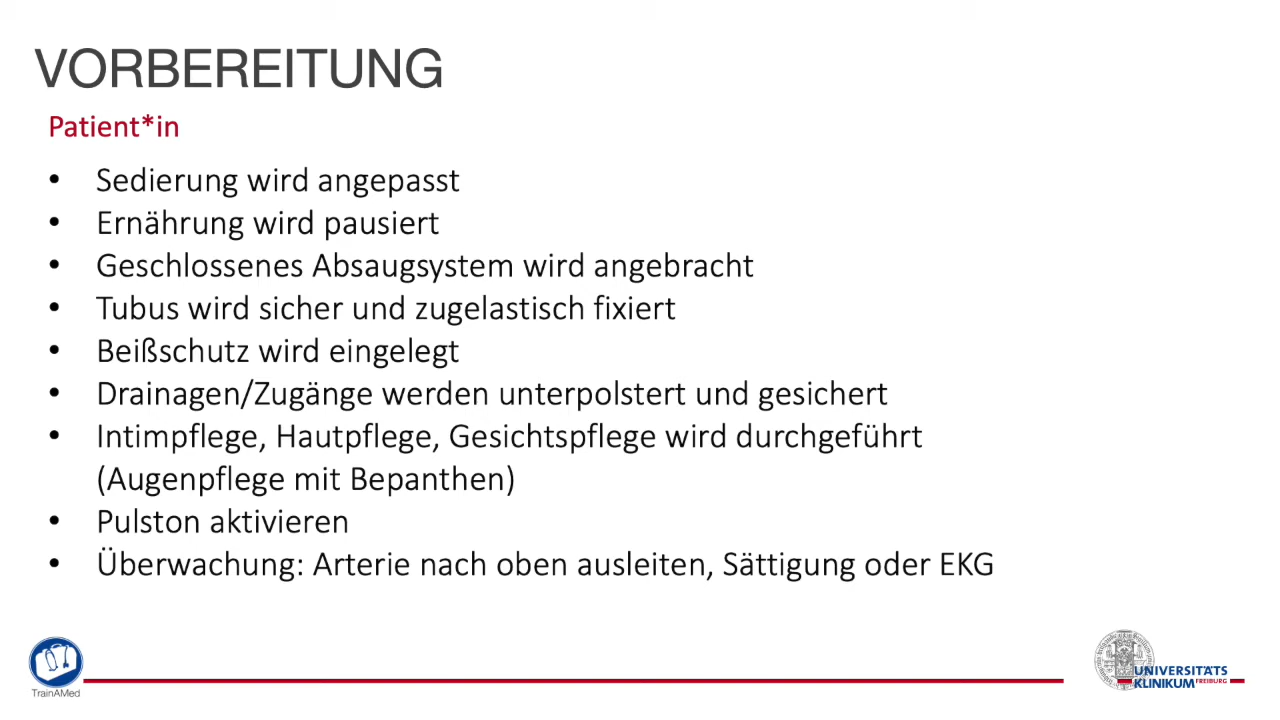 VORBEREITUNG
Patient*in
• Sedierung wird angepasst
• Ernährung wird pausiert
• Geschlossenes Absaugsystem wird angebracht
• Tubus wird sicher und zugelastisch fixiert
• Beißschutz wird eingelegt
• Drainagen/Zugänge werden unterpolstert und gesichert
• Intimpflege, Hautpflege, Gesichtspflege wird durchgeführt
(Augenpflege mit Bepanthen)
• Pulston aktivieren
• Überwachung: Arterie nach oben ausleiten, Sättigung oder EKG
TrainAMed
UNIVERSITÄTS
KLINIKUM FREIBURG